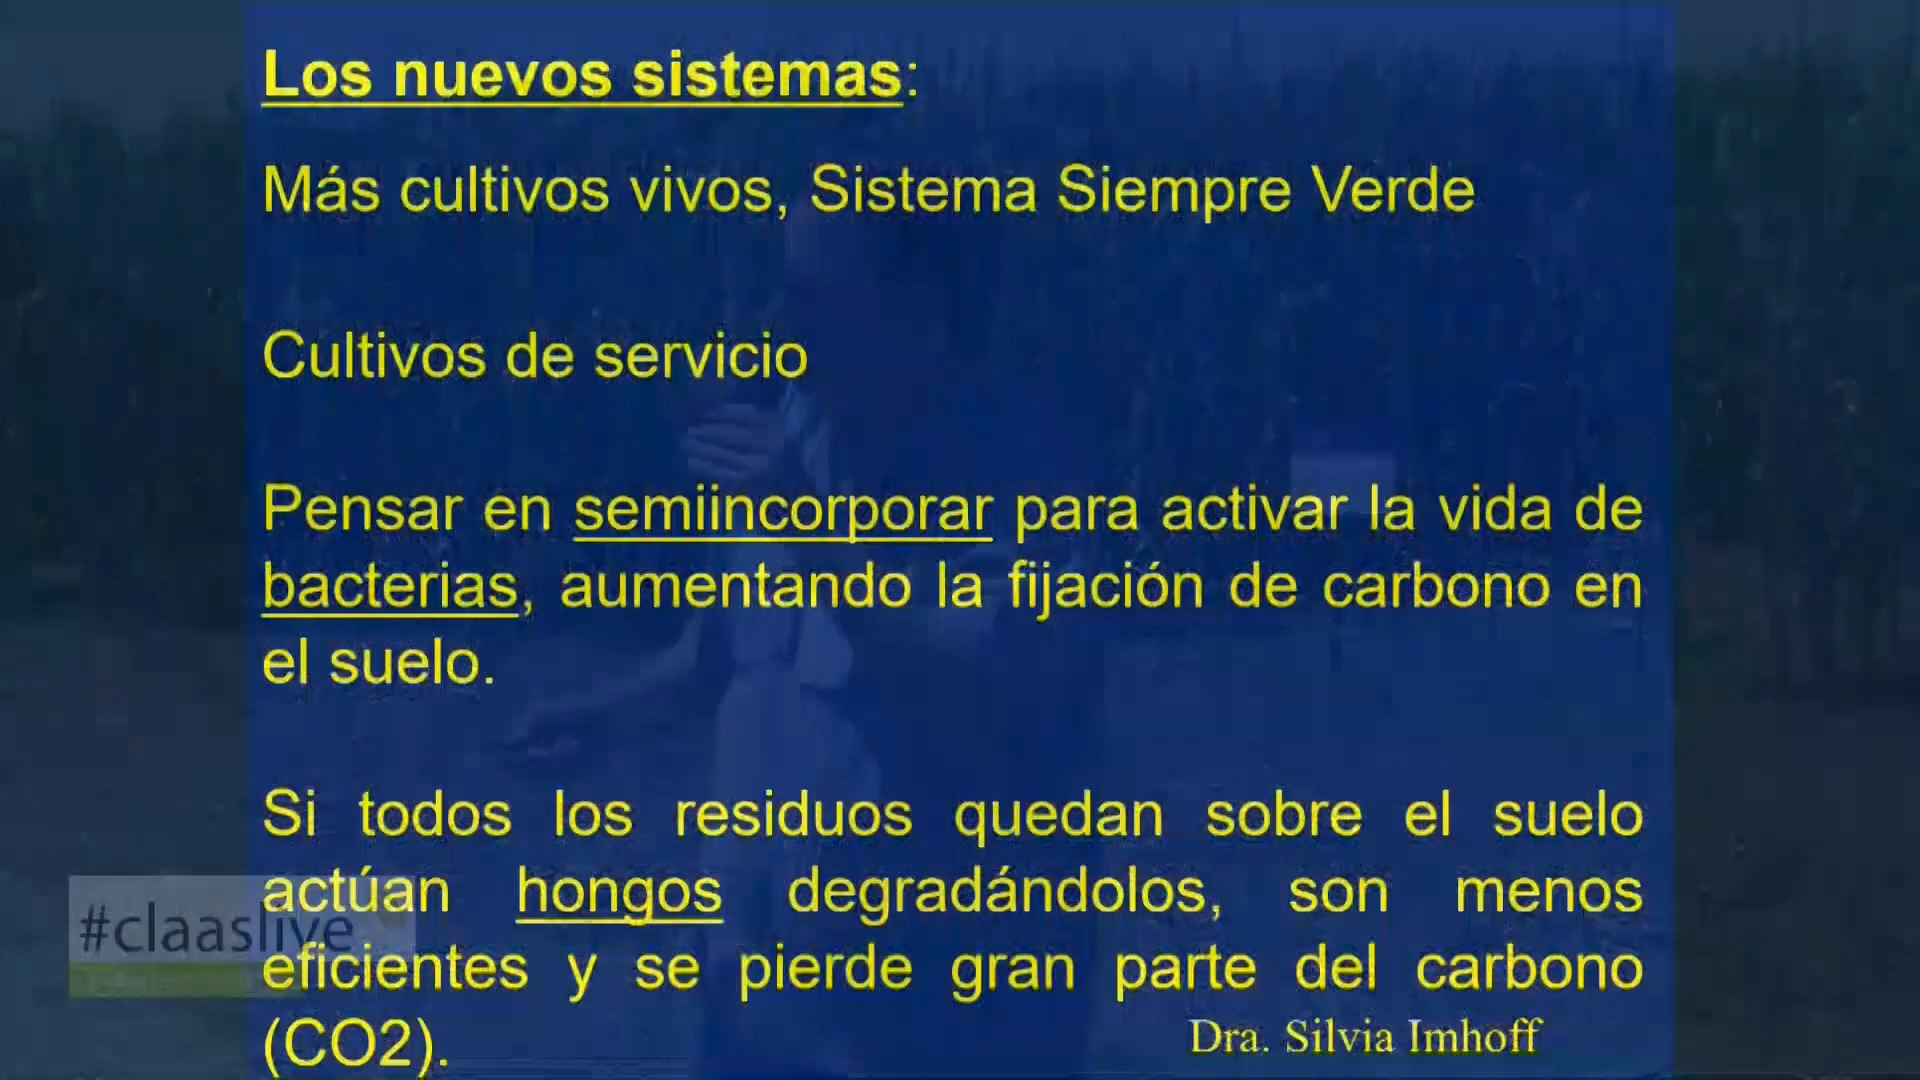 Los nuevos sistemas:
Más cultivos vivos, Sistema Siempre Verde
Cultivos de servicio
Pensar en semiincorporar para activar la vida de
bacterias, aumentando la fijación de carbono en
el suelo.
Si todos los residuos quedan sobre el suelo
actúan hongos degradándolos, son menos
#claaslive
eficientes y se pierde gran parte del carbono
(CO2).
Dra. Silvia Imhoff